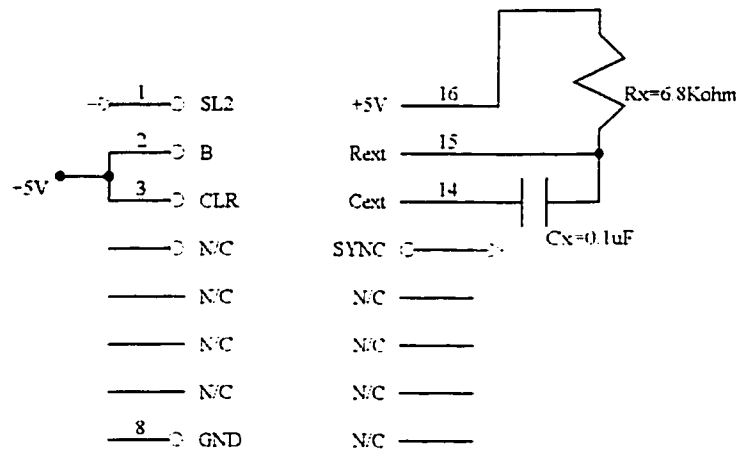 1 SL2
2 B
+5V
3 CLR
N/C
N/C
N/C
N/C
8 GND
+5V 16
Rext 15
Cext 14
SYNC
N/C
N/C
N/C
N/C
Rx=6.8Kohm
Cx=0.1uF